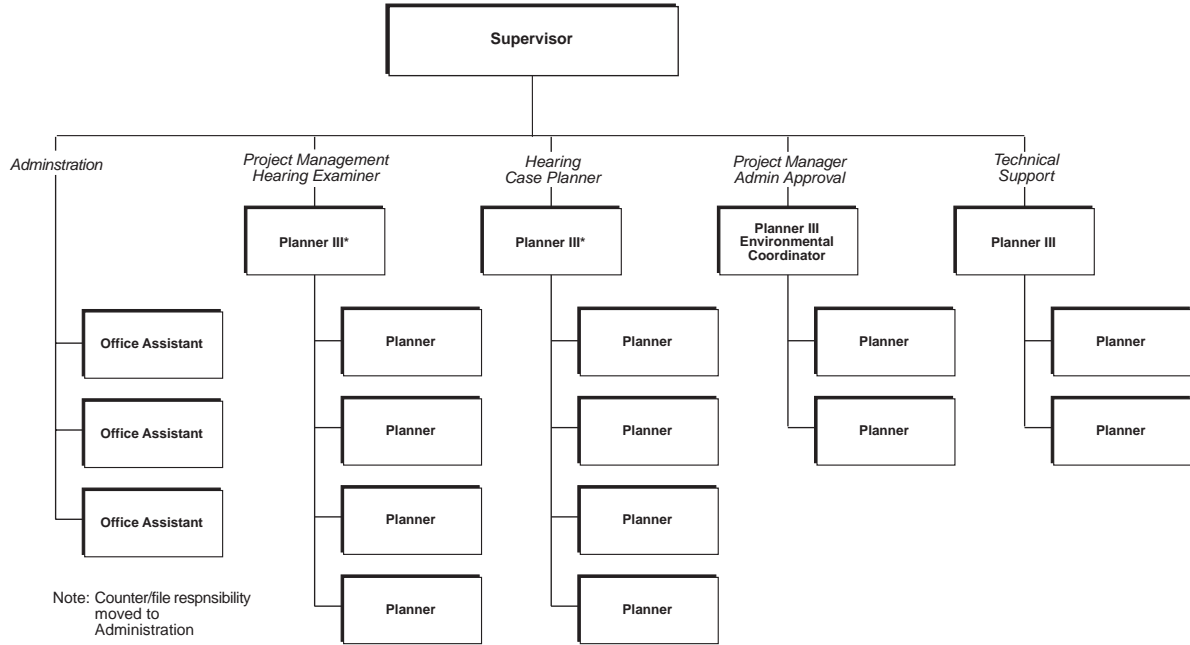 Supervisor
Adminstration
Project Management
Hearing Examiner
Hearing
Case Planner
Project Manager
Admin Approval
Technical
Support
Planner III*
Planner III*
Planner III
Environmental
Coordinator
Planner III
Office Assistant
Planner
Planner
Planner
Planner
Office Assistant
Planner
Planner
Planner
Planner
Office Assistant
Planner
Planner
Planner
Planner
Note: Counter/file respnsibility
moved to
Administration